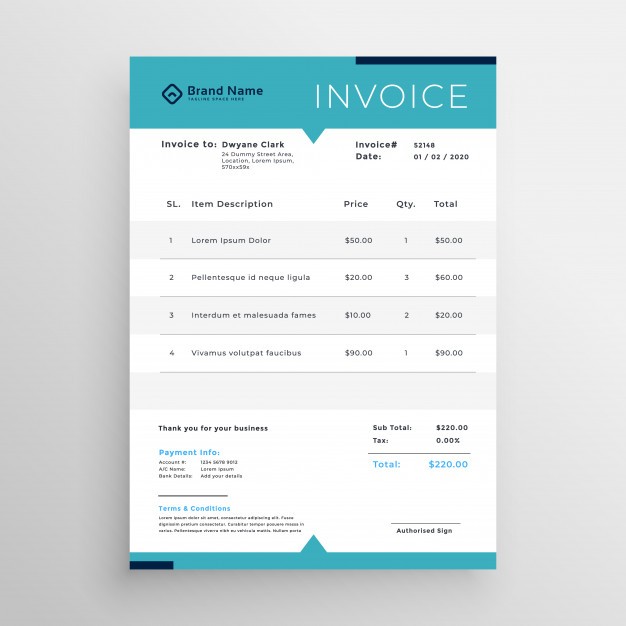 Brand Name
TAGLINE SPACE HERE
INVOICE
Invoice to: Dwyane Clark
24 Dummy Street Area,
Location, Lorem Ipsum,
570xx59x
Invoice# 52148
Date: 01 / 02 / 2020
SL. Item Description Price Qty. Total
1 Lorem Ipsum Dolor $50.00 1 $50.00
2 Pellentesque id neque ligula $20.00 3 $60.00
3 Interdum et malesuada fames $10.00 2 $20.00
4 Vivamus volutpat faucibus $90.00 1 $90.00
Thank you for your business
Sub Total: $220.00
Tax: 0.00%
Total: $220.00
Payment Info:
Account #: 1234 5678 9012
A/C Name: Lorem Ipsum
Bank Details: Add your details
Terms & Conditions
Lorem ipsum dolor sit amet, consectetur adipiscing elit. Fusce
dignissim pretium consectetur. Curabitur tempor posuere massa in
varius. Pellentesque viverra nibh eu vehicula mattis. Nullam porta
Authorised Sign